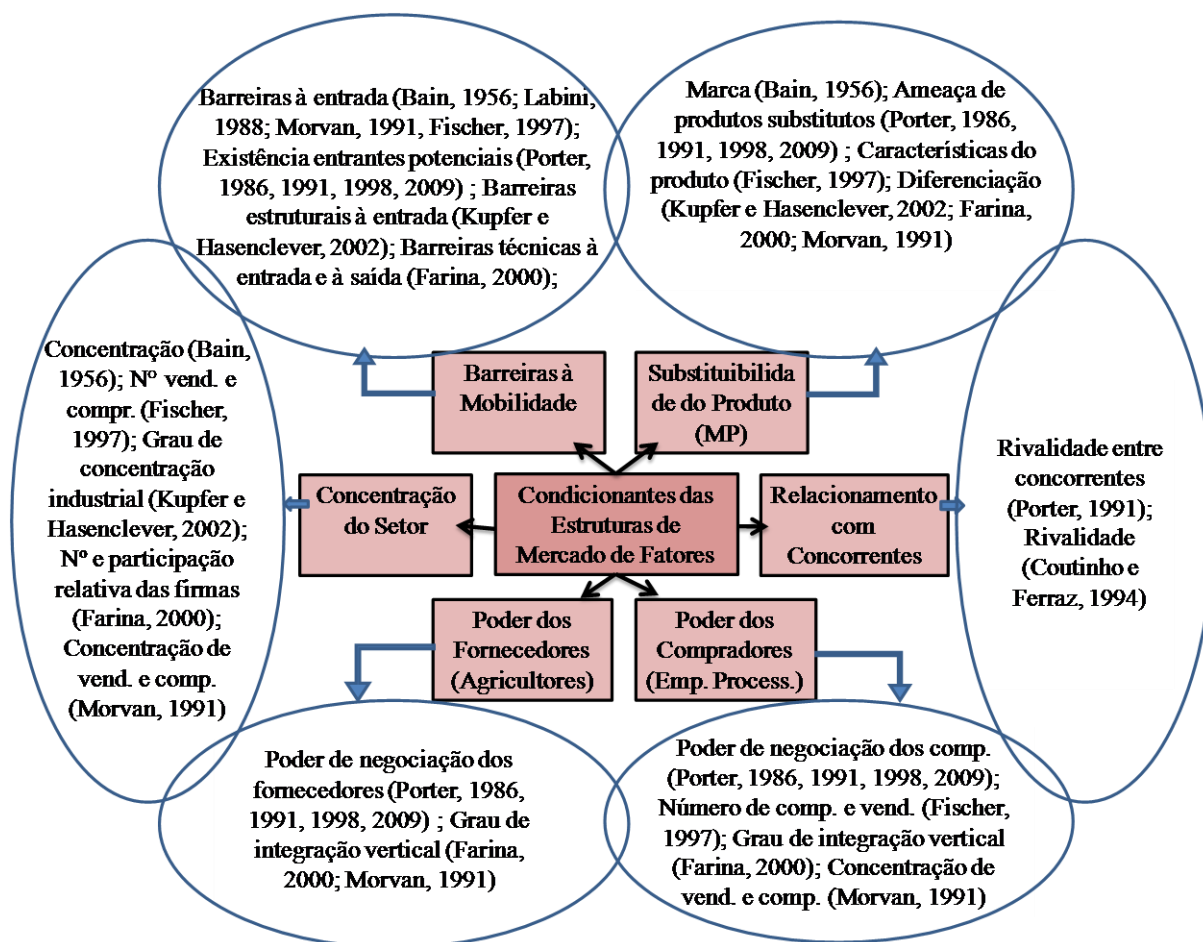 Barreiras à entrada (Bain, 1956; Labini,
1988; Morvan, 1991, Fischer, 1997);
Existência entrantes potenciais (Porter,
1986, 1991, 1998, 2009) ; Barreiras
estruturais à entrada (Kupfer e
Hasenclever, 2002); Barreiras técnicas à
entrada e à saída (Farina, 2000);
Marca (Bain, 1956); Ameaça de
produtos substitutos (Porter, 1986,
1991, 1998, 2009) ; Características do
produto (Fischer, 1997); Diferenciação
(Kupfer e Hasenclever, 2002; Farina,
2000; Morvan, 1991)
Concentração (Bain,
1956); Nº vend. e
compr. (Fischer,
1997); Grau de
concentração
industrial (Kupfer e
Hasenclever, 2002);
Nº e participação
relativa das firmas
(Farina, 2000);
Concentração de
vend. e comp.
(Morvan, 1991)
Barreiras à
Mobilidade
Substituibilida
de do Produto
(MP)
Concentração
do Setor
Condicionantes das
Estruturas de
Mercado de Fatores
Relacionamento
com
Concorrentes
Rivalidade entre
concorrentes
(Porter, 1991);
Rivalidade
(Coutinho e
Ferraz, 1994)
Poder dos
Fornecedores
(Agricultores)
Poder dos
Compradores
(Emp. Process.)
Poder de negociação dos
fornecedores (Porter, 1986,
1991, 1998, 2009) ; Grau de
integração vertical (Farina,
2000; Morvan, 1991)
Poder de negociação dos comp.
(Porter, 1986, 1991, 1998, 2009);
Número de comp. e vend. (Fischer,
1997); Grau de integração vertical
(Farina, 2000); Concentração de
vend. e comp. (Morvan, 1991)